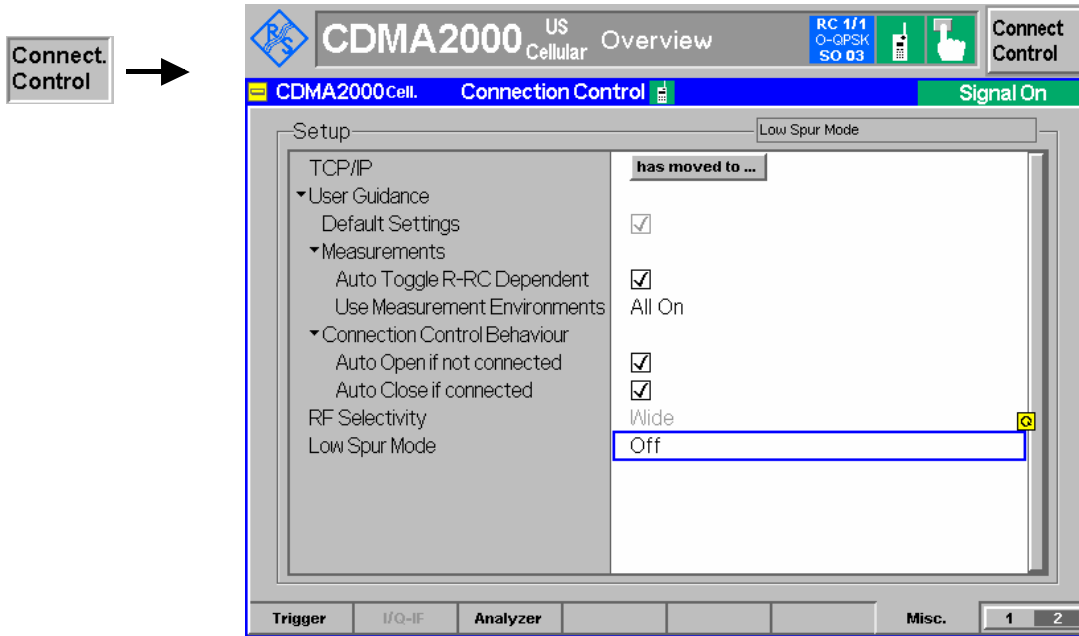 Connect.
Control
R&S
CDMA2000 US Cellular Overview
RC 1/1
O-QPSK
SO 03
Connect
Control
CDMA2000 Cell. Connection Control Signal On
Setup Low Spur Mode
TCP/IP has moved to ...
User Guidance
Default Settings
Measurements
Auto Toggle R-RC Dependent
Use Measurement Environments All On
Connection Control Behaviour
Auto Open if not connected
Auto Close if connected
RF Selectivity Wide
Low Spur Mode Off
Trigger I/Q-IF Analyzer Misc. 1 2